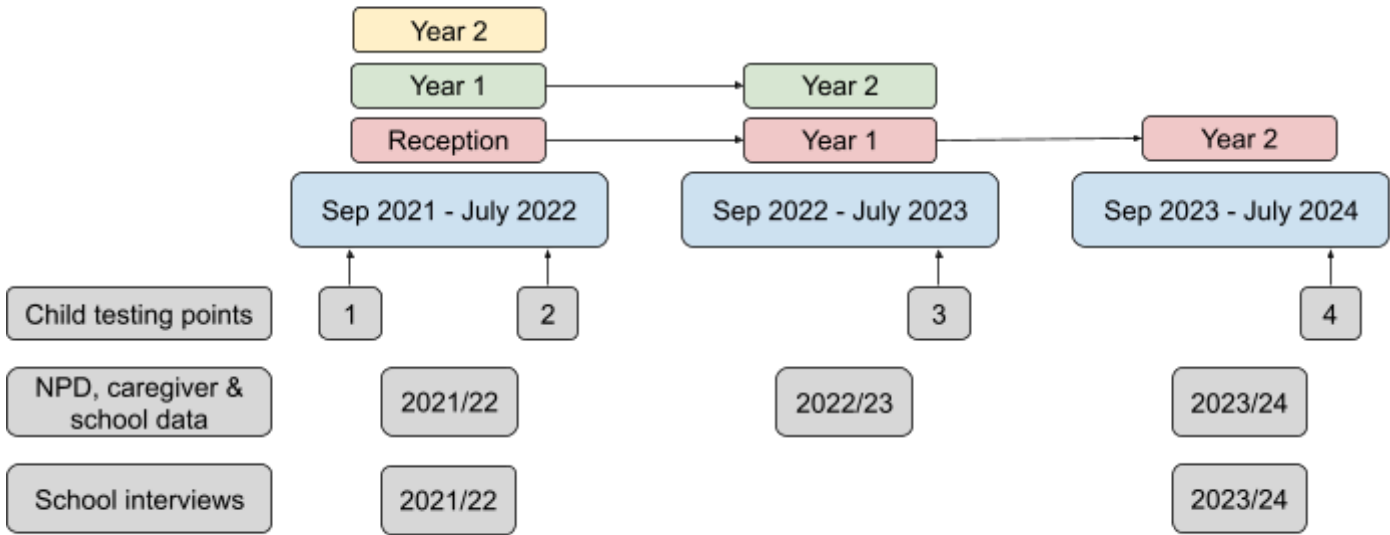 Year 2
Year 1
Year 2
Reception
Year 1
Year 2
Sep 2021 - July 2022
Sep 2022 - July 2023
Sep 2023 - July 2024
Child testing points
1
2
3
4
NPD, caregiver &
school data
2021/22
2022/23
2023/24
School interviews
2021/22
2023/24